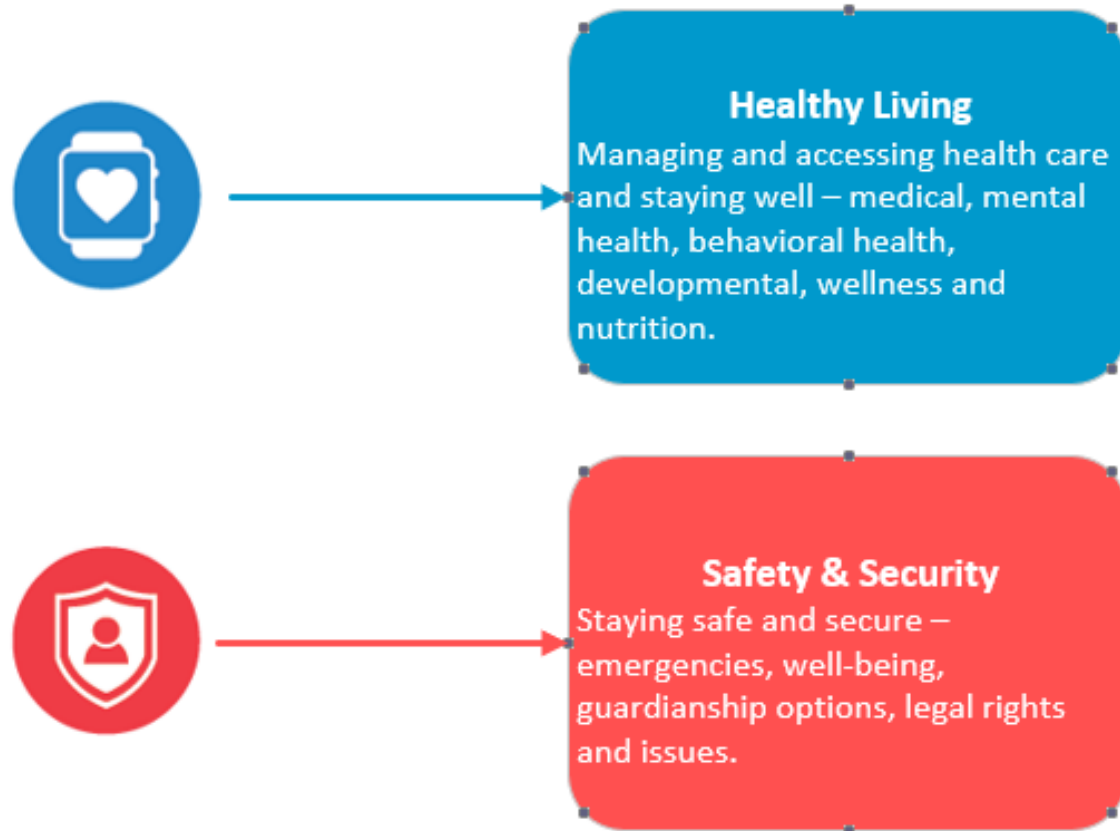 Healthy Living
Managing and accessing health care
and staying well – medical, mental
health, behavioral health,
developmental, wellness and
nutrition.
Safety & Security
Staying safe and secure –
emergencies, well-being,
guardianship options, legal rights
and issues.